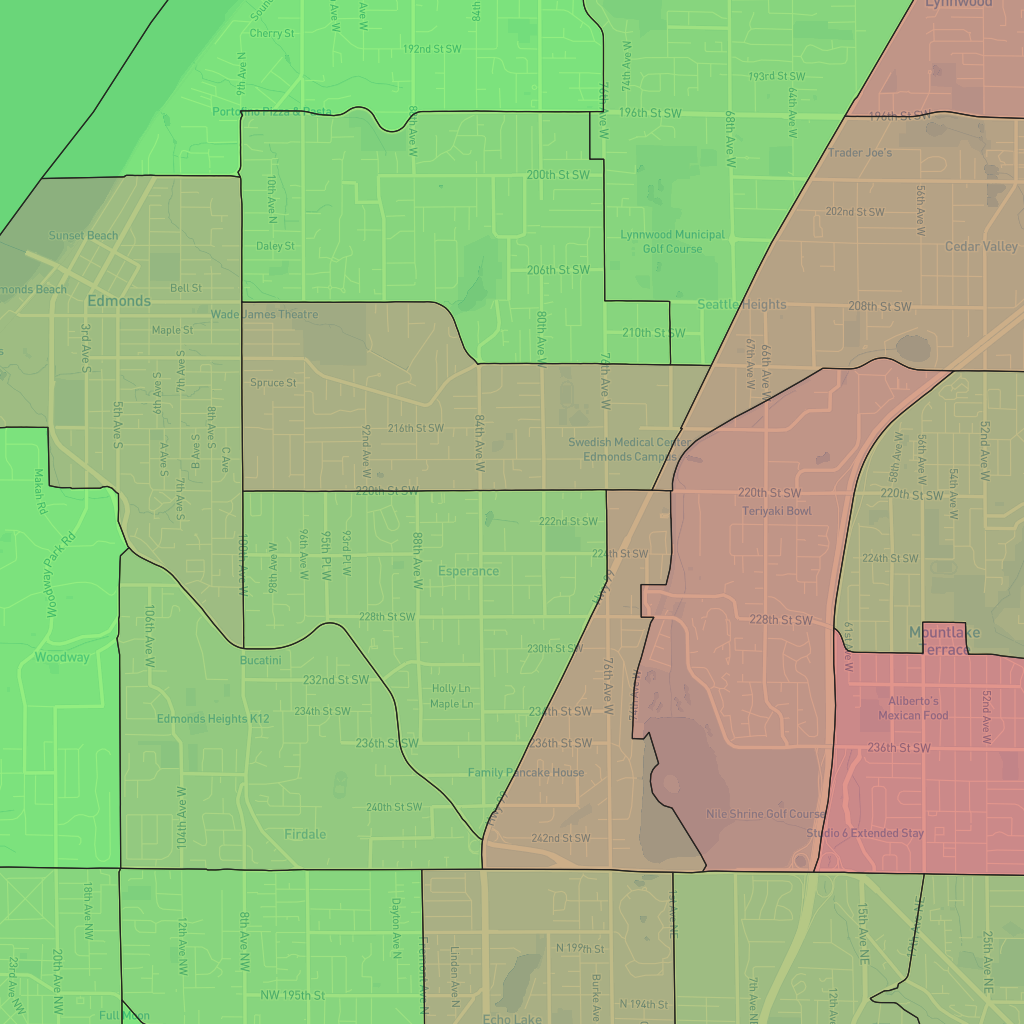 Lynnwood
Cherry St
192nd St SW
9th Ave N
84th
74th Ave W
193rd St SW
64th Ave W
Portofino Pizza & Pasta
88th Ave W
76th Ave W
196th St SW
68th Ave W
196th St SW
Trader Joe's
200th St SW
10th Ave N
56th Ave W
202nd St SW
Sunset Beach
Daley St
Lynnwood Municipal
Golf Course
Cedar Valley
206th St SW
monds Beach
Edmonds
Bell St
Seattle Heights
208th St SW
Wade James Theatre
Maple St
80th Ave W
210th St SW
3rd Ave S
7th Ave S
6th Ave S
Spruce St
76th Ave W
67th Ave W
66th Ave W
5th Ave S
8th Ave S
216th St SW
92nd Ave W
84th Ave W
Swedish Medical Center
Edmonds Campus
A Ave S
B Ave S
C Ave
58th Ave W
56th Ave W
52nd Ave W
54th Ave W
Makah Rd
7th Ave S
220th St SW
220th St SW
220th St SW
Teriyaki Bowl
222nd St SW
Woodway Park Rd
100th Ave W
98th Ave W
96th Ave W
95th Pl W
93rd Pl W
88th Ave W
224th St SW
224th St SW
Esperance
Hwy 99
106th Ave W
228th St SW
228th St SW
61st Ave W
Mountlake
Terrace
230th St SW
Woodway
Bucatini
232nd St SW
Holly Ln
Maple Ln
76th Ave W
74th Ave W
Aliberto's
Mexican Food
52nd Ave W
Edmonds Heights K12
234th St SW
234th St SW
236th St SW
236th St SW
236th St SW
Family Pancake House
104th Ave W
240th St SW
Hwy 99
Nile Shrine Golf Course
Firdale
242nd St SW
Studio 6 Extended Stay
18th Ave NW
12th Ave NW
8th Ave NW
Dayton Ave N
Fremont Ave N
Linden Ave N
1st Ave NE
15th Ave NE
19th Ave NE
25th Ave NE
20th Ave NW
23rd Ave NW
N 199th St
NW 195th St
Burke Ave
N 194th St
7th Ave NE
12th Ave
Full Moon
Echo Lake